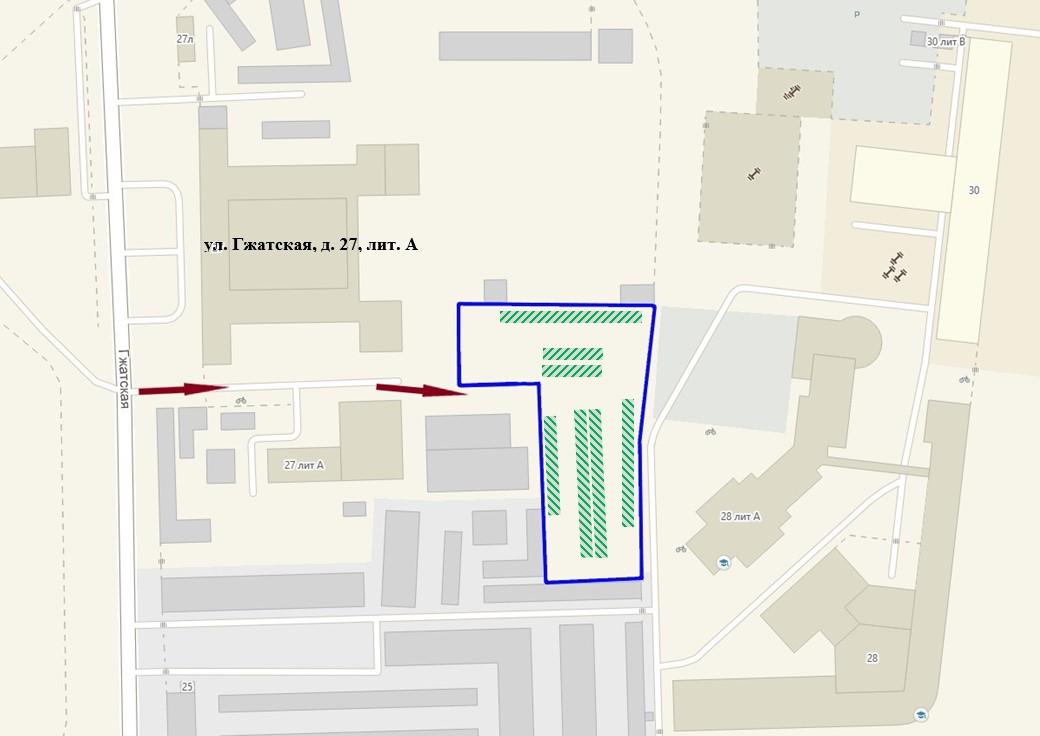 P
27л
30 лит В
30
ул. Гжатская, д. 27, лит. А
Гжатская
27 лит А
28 лит А
28
25